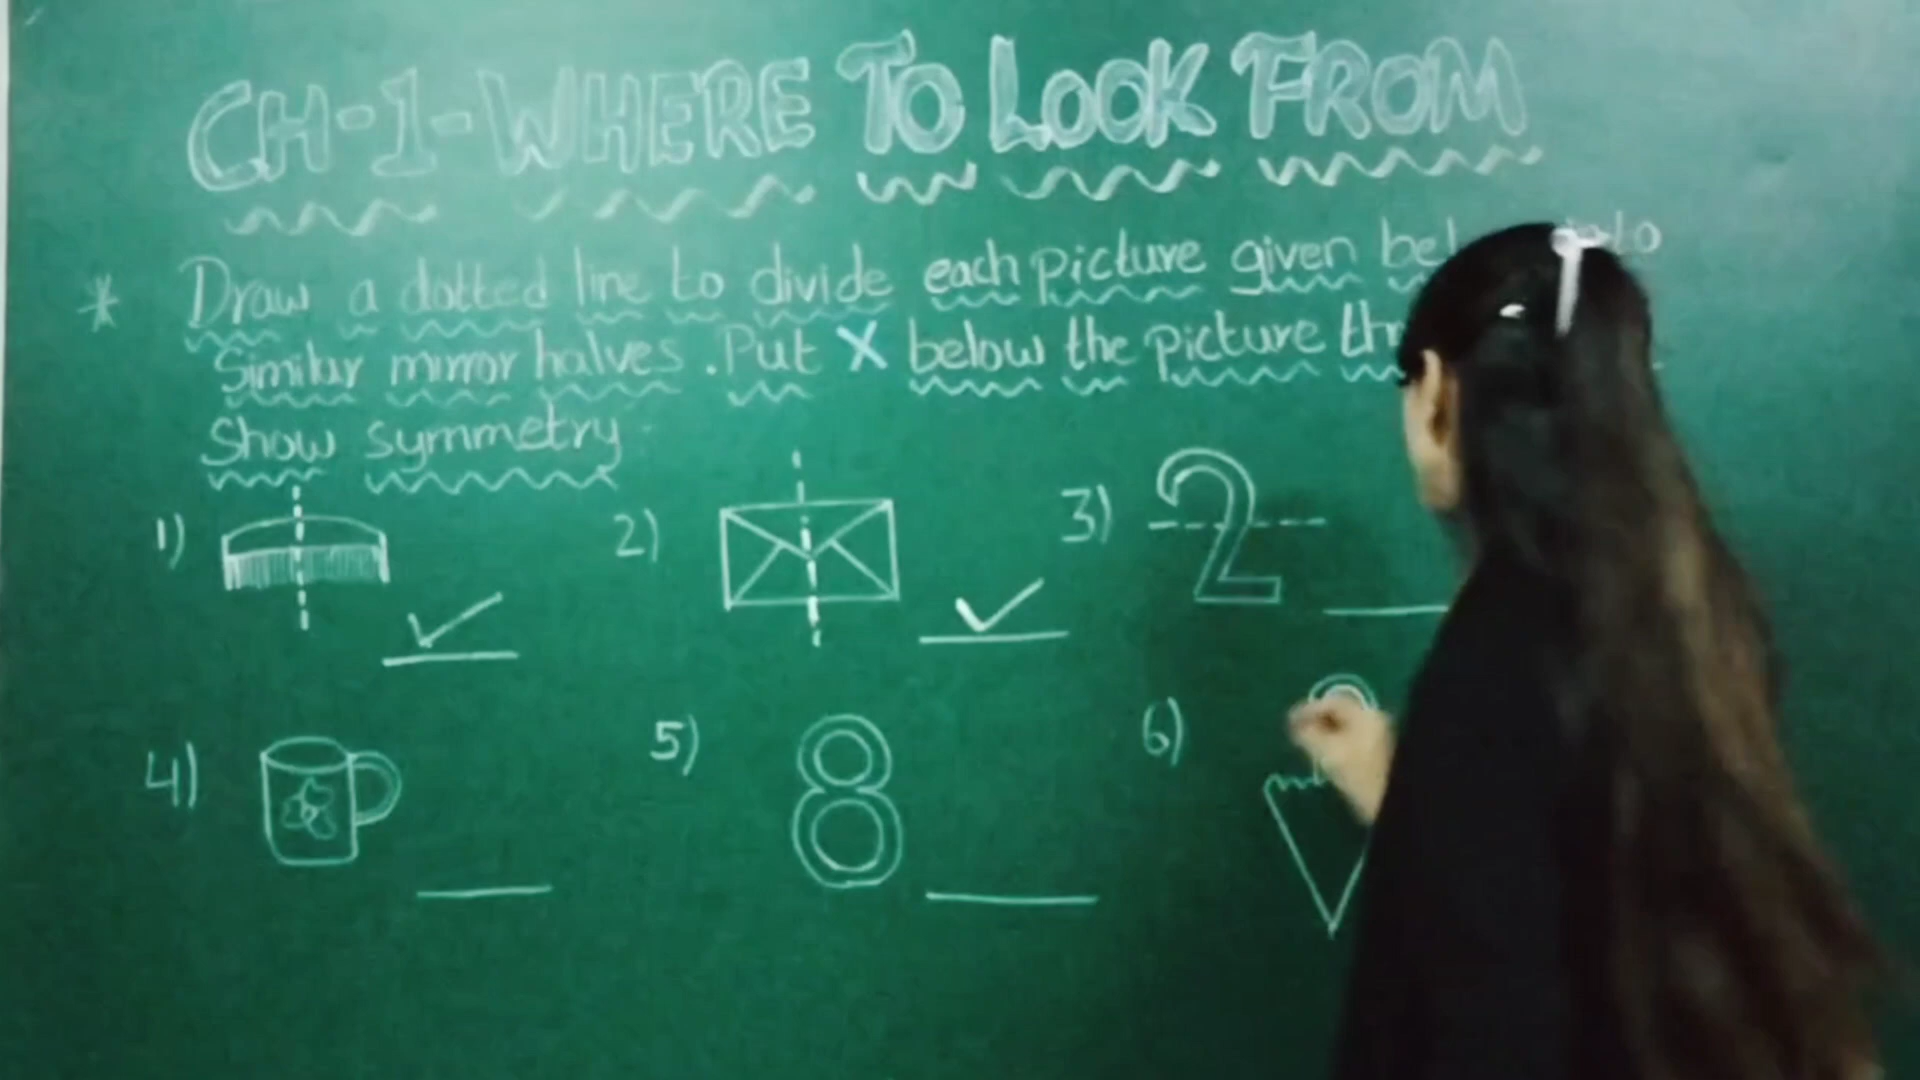 CH-1-WHERE TO LOOK FROM
* Draw a dotted line to divide each picture given
Similar mirror halves. Put X below the picture
Show symmetry
1)
2)
3) 2
4)
5) 8
6)